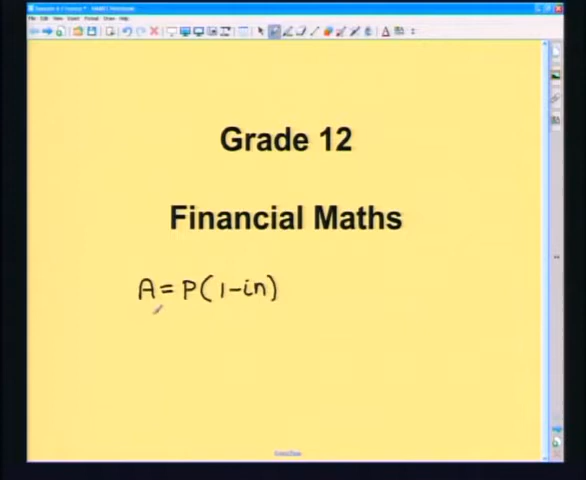 Grade 12
Financial Maths
A = P(1-in)